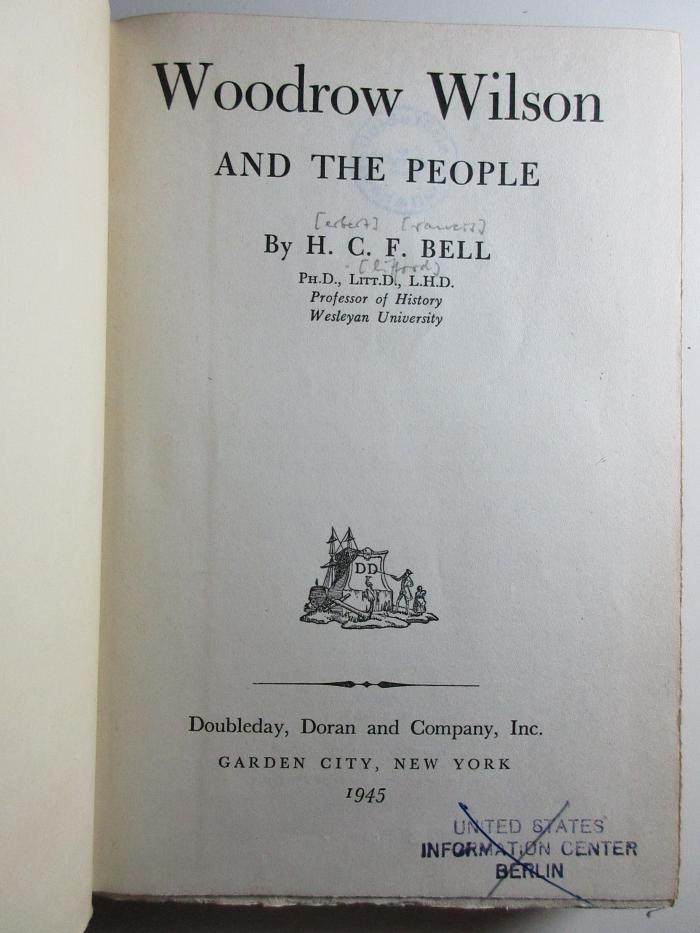 Woodrow Wilson
AND THE PEOPLE
[erbert] [rancis]
By H. C. F. BELL
[lifford]
PH.D., LITT.D., L.H.D.
Professor of History
Wesleyan University
DD
Doubleday, Doran and Company, Inc.
GARDEN CITY, NEW YORK
1945
UNITED STATES
INFORMATION CENTER
BERLIN